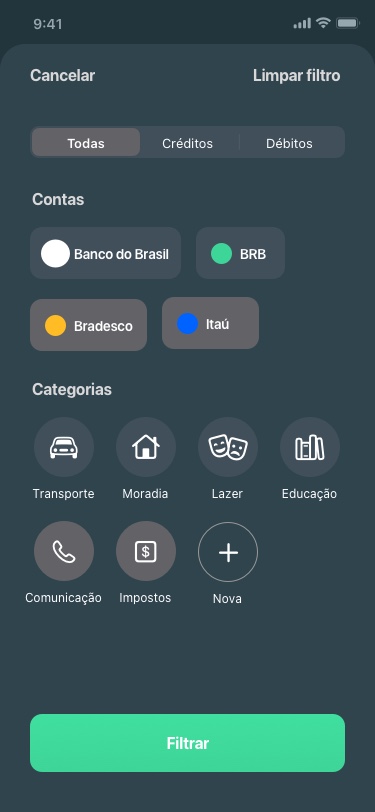 9:41
Cancelar Limpar filtro
Todas Créditos Débitos
Contas
Banco do Brasil BRB
Bradesco Itaú
Categorias
Transporte Moradia Lazer Educação
$
Comunicação Impostos Nova
Filtrar